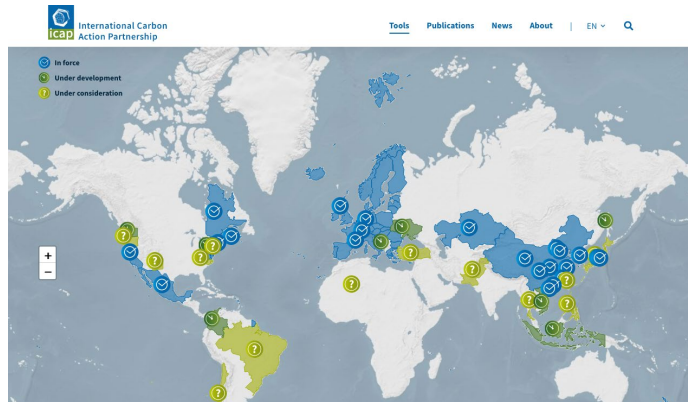 icap
International Carbon
Action Partnership
Tools
Publications
News
About
|
EN
In force
Under development
? Under consideration
+
−
?
?
?
?
?
?
?
?
?
?
?
?